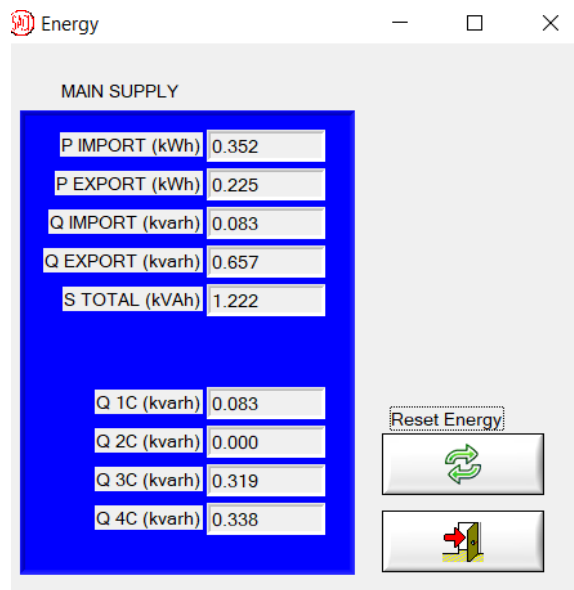 Energy
MAIN SUPPLY
P IMPORT (kWh) 0.352
P EXPORT (kWh) 0.225
Q IMPORT (kvarh) 0.083
Q EXPORT (kvarh) 0.657
S TOTAL (kVAh) 1.222
Q 1C (kvarh) 0.083
Q 2C (kvarh) 0.000
Q 3C (kvarh) 0.319
Q 4C (kvarh) 0.338
Reset Energy